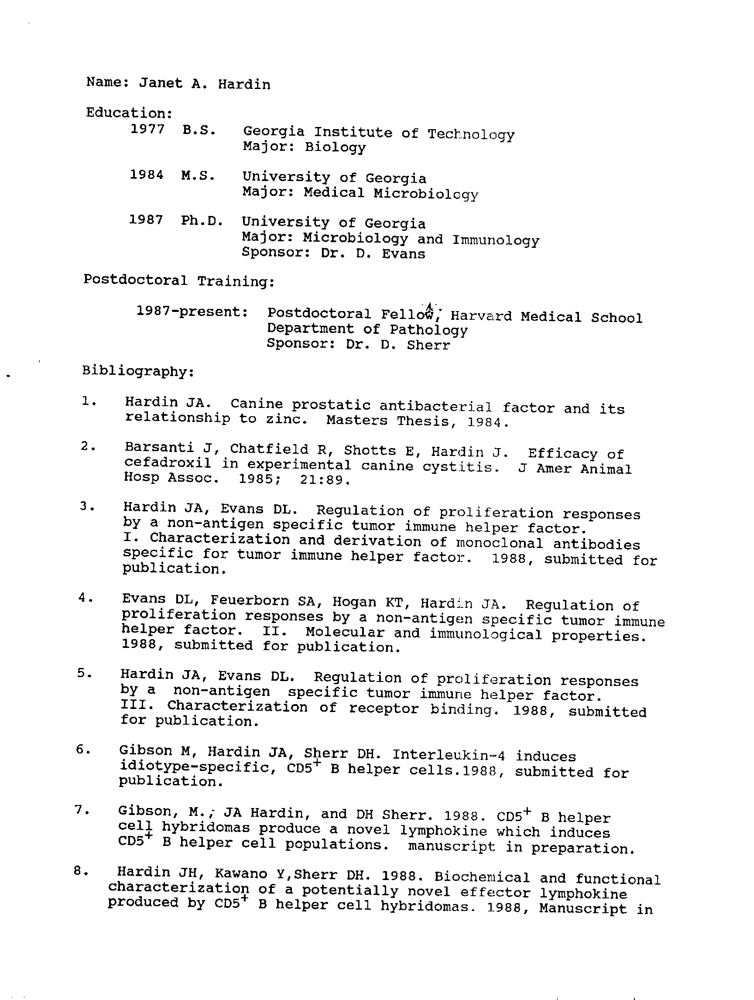 Name: Janet A. Hardin
Education:
1977 B.S. Georgia Institute of Technology
Major: Biology
1984 M.S. University of Georgia
Major: Medical Microbiology
1987 Ph.D. University of Georgia
Major: Microbiology and Immunology
Sponsor: Dr. D. Evans
Postdoctoral Training:
1987-present: Postdoctoral Fellow, Harvard Medical School
Department of Pathology
Sponsor: Dr. D. Sherr
Bibliography:
1. Hardin JA. Canine prostatic antibacterial factor and its
relationship to zinc. Masters Thesis, 1984.
2. Barsanti J, Chatfield R, Shotts E, Hardin J. Efficacy of
cefadroxil in experimental canine cystitis. J Amer Animal
Hosp Assoc. 1985; 21:89.
3. Hardin JA, Evans DL. Regulation of proliferation responses
by a non-antigen specific tumor immune helper factor.
I. Characterization and derivation of monoclonal antibodies
specific for tumor immune helper factor. 1988, submitted for
publication.
4. Evans DL, Feuerborn SA, Hogan KT, Hardin JA. Regulation of
proliferation responses by a non-antigen specific tumor immune
helper factor. II. Molecular and immunological properties.
1988, submitted for publication.
5. Hardin JA, Evans DL. Regulation of proliferation responses
by a non-antigen specific tumor immune helper factor.
III. Characterization of receptor binding. 1988, submitted
for publication.
6. Gibson M, Hardin JA, Sherr DH. Interleukin-4 induces
idiotype-specific, CD5+ B helper cells.1988, submitted for
publication.
7. Gibson, M.; JA Hardin, and DH Sherr. 1988. CD5+ B helper
cell hybridomas produce a novel lymphokine which induces
CD5+ B helper cell populations. manuscript in preparation.
8. Hardin JH, Kawano Y,Sherr DH. 1988. Biochemical and functional
characterization of a potentially novel effector lymphokine
produced by CD5+ B helper cell hybridomas. 1988, Manuscript in